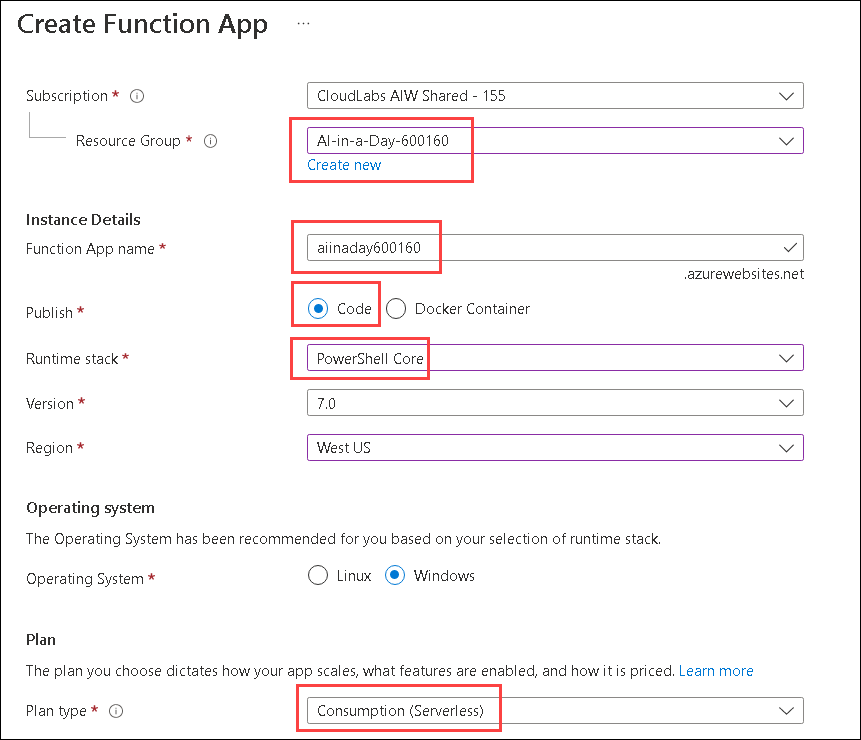 Create Function App ...
Subscription *
CloudLabs AIW Shared - 155
Resource Group *
AI-in-a-Day-600160
Create new
Instance Details
Function App name *
aiinaday600160
.azurewebsites.net
Publish *
Code Docker Container
Runtime stack *
PowerShell Core
Version *
7.0
Region *
West US
Operating system
The Operating System has been recommended for you based on your selection of runtime stack.
Operating System *
Linux Windows
Plan
The plan you choose dictates how your app scales, what features are enabled, and how it is priced. Learn more
Plan type *
Consumption (Serverless)